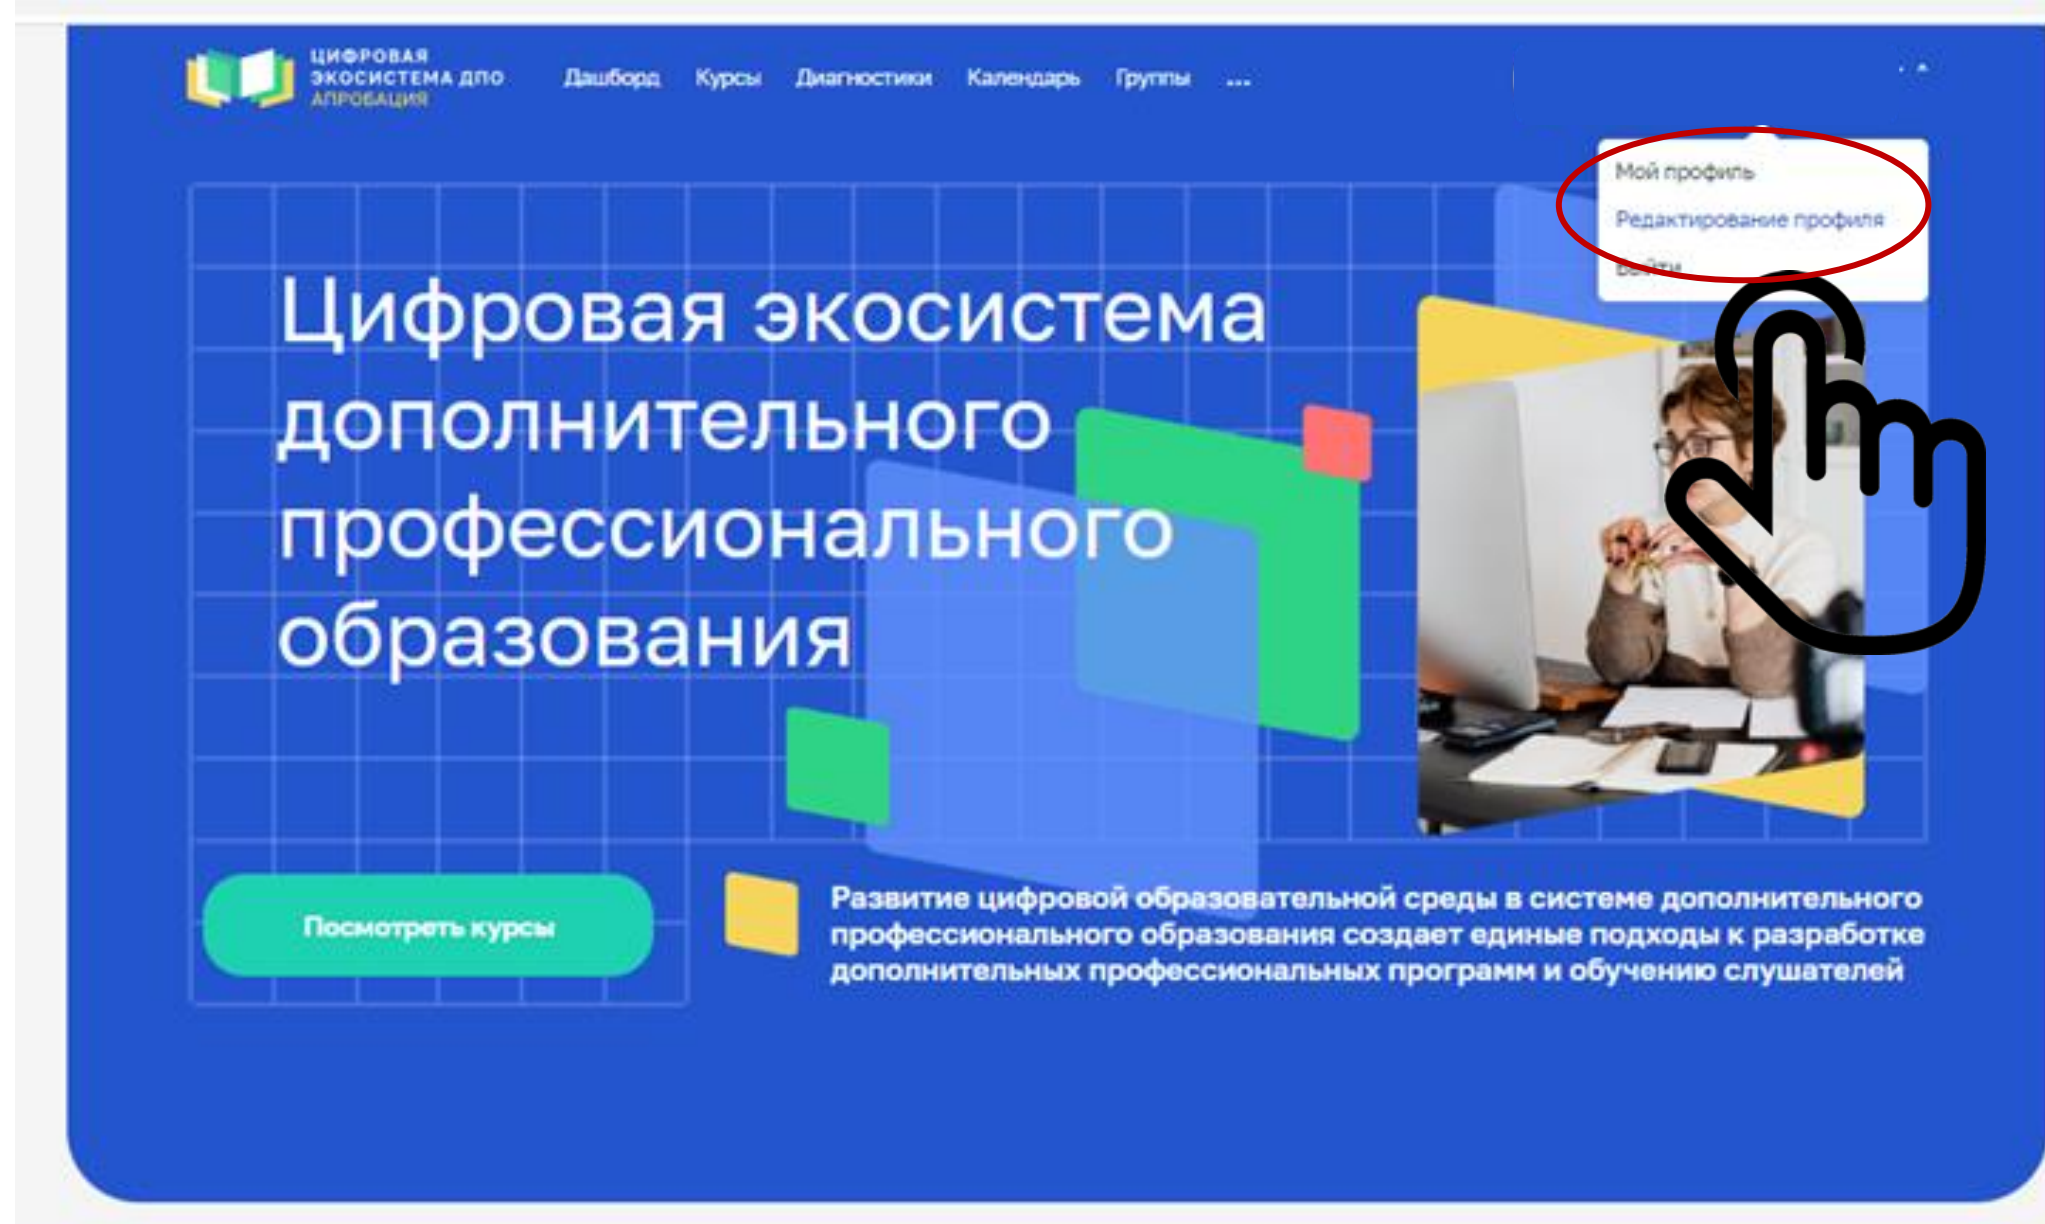 ЦИФРОВАЯ
ЭКОСИСТЕМА ДПО
АПРОБАЦИЯ
Дашборд Курсы Диагностики Календарь Группы ...
Мой профиль
Редактирование профиля
Выйти
Цифровая экосистема
дополнительного
профессионального
образования
Посмотреть курсы
Развитие цифровой образовательной среды в системе дополнительного
профессионального образования создает единые подходы к разработке
дополнительных профессиональных программ и обучению слушателей